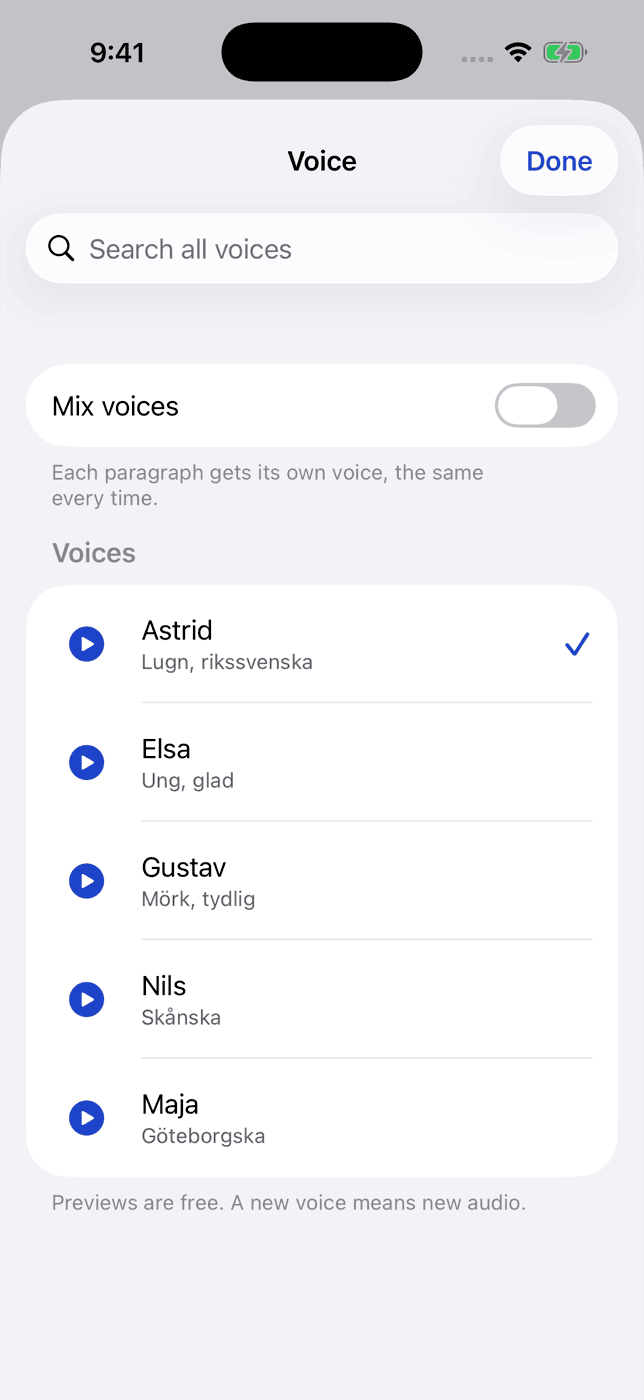 9:41
Voice
Done
Search all voices
Mix voices
Each paragraph gets its own voice, the same
every time.
Voices
Astrid
Lugn, rikssvenska
Elsa
Ung, glad
Gustav
Mörk, tydlig
Nils
Skånska
Maja
Göteborgska
Previews are free. A new voice means new audio.